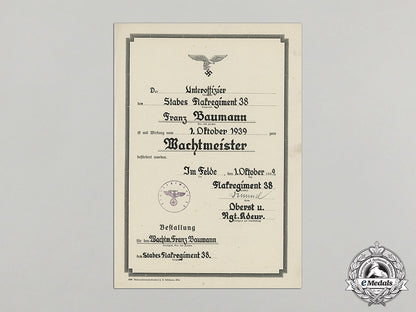 Der Unteroffizier
des Stabes Flakregiment 38
Franz Baumann
ist mit Wirkung vom 1. Oktober 1939 zum
Wachtmeister
befördert worden.
Im Felde, den 1. Oktober 1939
Flakregiment 38
Oberst u.
Rgt. Kdeur.
Bestallung
für den Wachtm. Franz Baumann
des Stabes Flakregiment 38.
eMedals